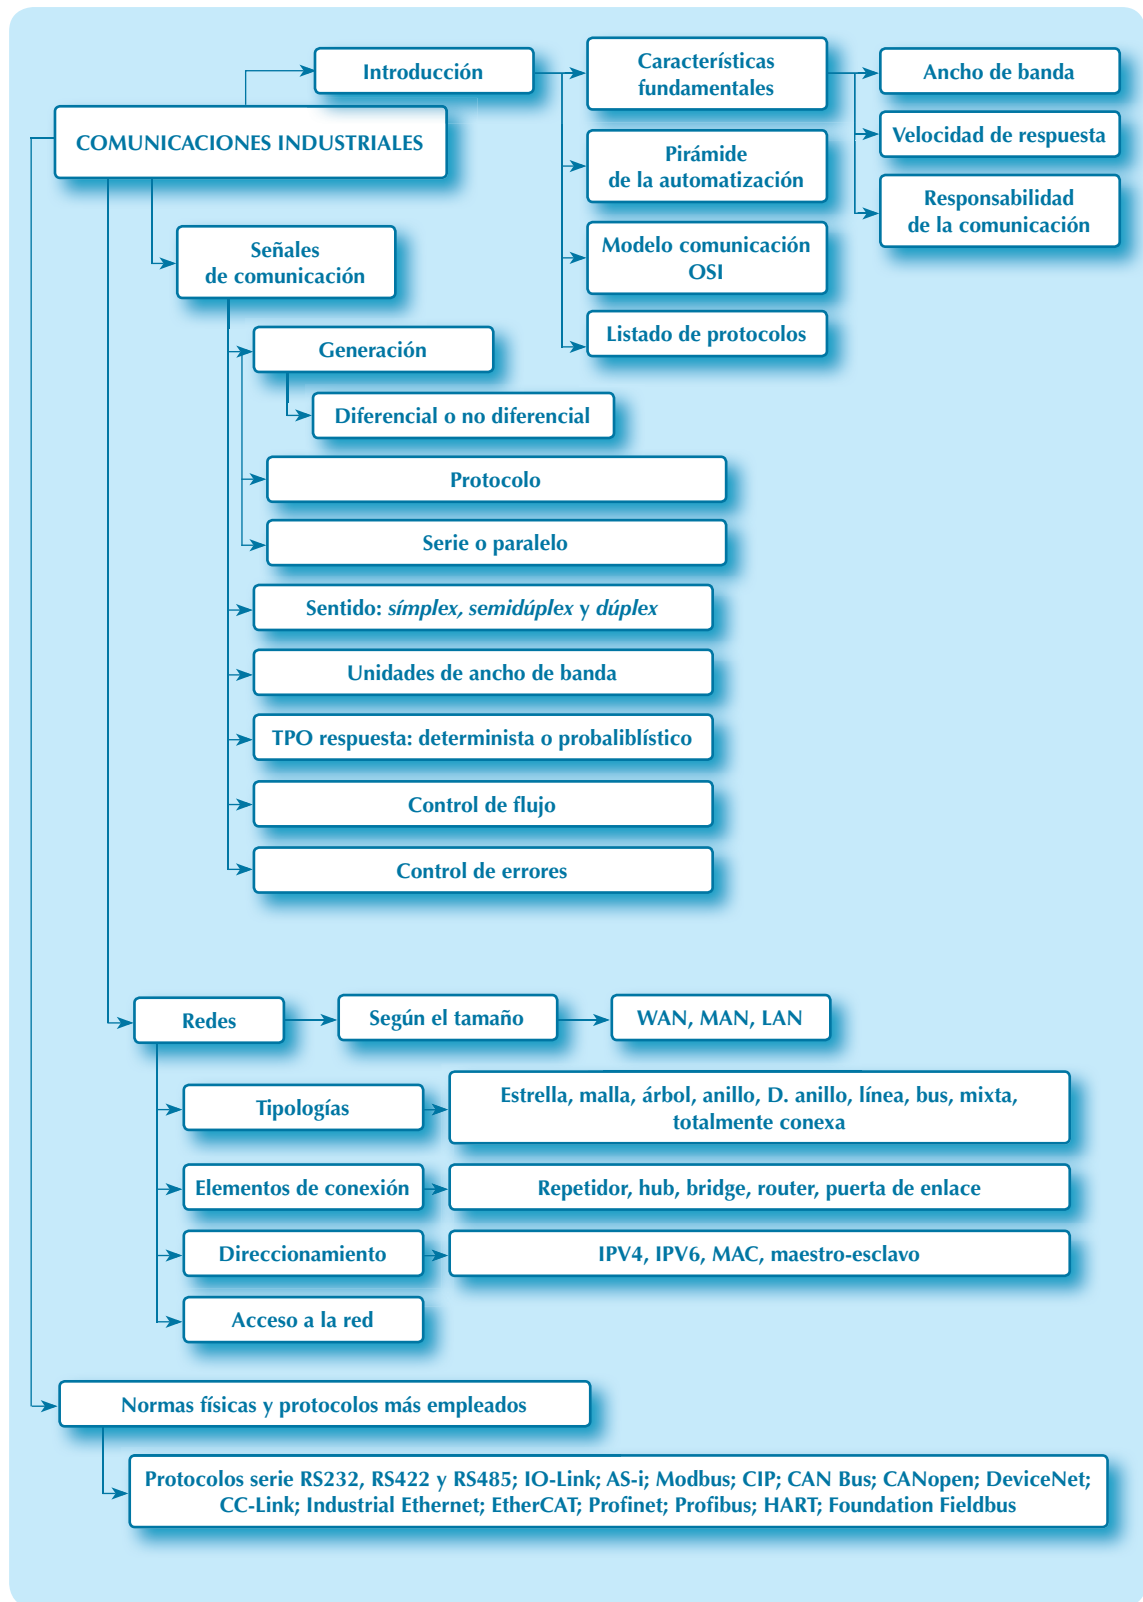 Introducción
Características
fundamentales
Ancho de banda
COMUNICACIONES INDUSTRIALES
Velocidad de respuesta
Pirámide
de la automatización
Responsabilidad
de la comunicación
Modelo comunicación
OSI
Señales
de comunicación
Listado de protocolos
Generación
Diferencial o no diferencial
Protocolo
Serie o paralelo
Sentido: símplex, semidúplex y dúplex
Unidades de ancho de banda
TPO respuesta: determinista o probaliblístico
Control de flujo
Control de errores
Redes
Según el tamaño
WAN, MAN, LAN
Tipologías
Estrella, malla, árbol, anillo, D. anillo, línea, bus, mixta,
totalmente conexa
Elementos de conexión
Repetidor, hub, bridge, router, puerta de enlace
Direccionamiento
IPV4, IPV6, MAC, maestro-esclavo
Acceso a la red
Normas físicas y protocolos más empleados
Protocolos serie RS232, RS422 y RS485; IO-Link; AS-i; Modbus; CIP; CAN Bus; CANopen; DeviceNet;
CC-Link; Industrial Ethernet; EtherCAT; Profinet; Profibus; HART; Foundation Fieldbus